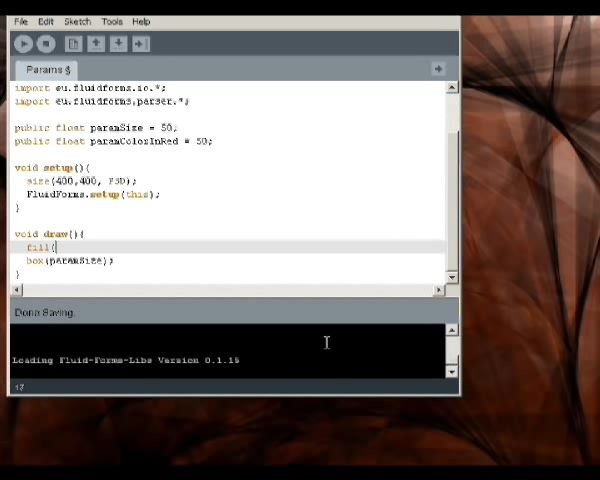 File Edit Sketch Tools Help
Params §
import eu.fluidforms.io.*;
import eu.fluidforms.parser.*;
public float paramSize = 50;
public float paramColorInRed = 50;
void setup(){
size(400,400, P3D);
FluidForms.setup(this);
}
void draw(){
fill(
box(paramSize);
}
Done Saving.
Loading Fluid-Forms-Libs Version 0.1.15
17